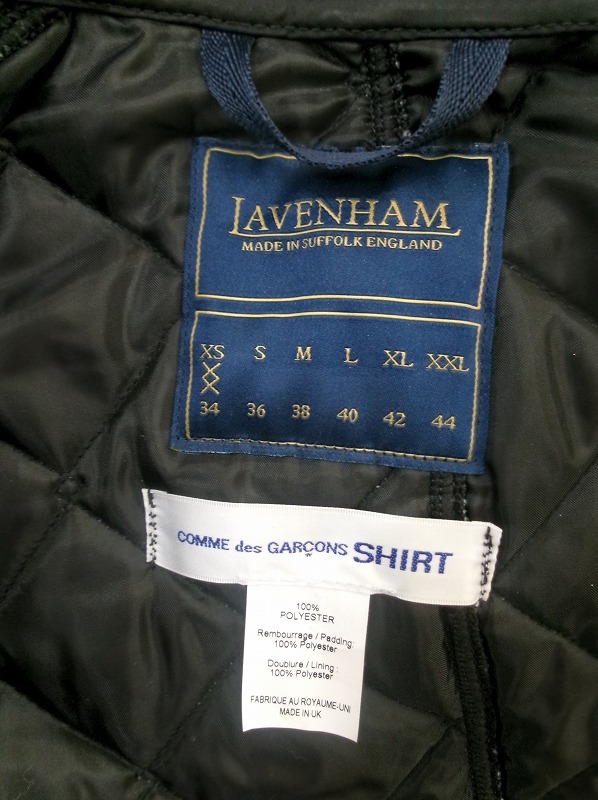 LAVENHAM
MADE IN SUFFOLK ENGLAND
XS S M L XL XXL
X
X
34 36 38 40 42 44
COMME des GARÇONS SHIRT
100%
POLYESTER
Rembourrage / Padding:
100% Polyester
Doublure / Lining :
100% Polyester
FABRIQUE AU ROYAUME-UNI
MADE IN UK